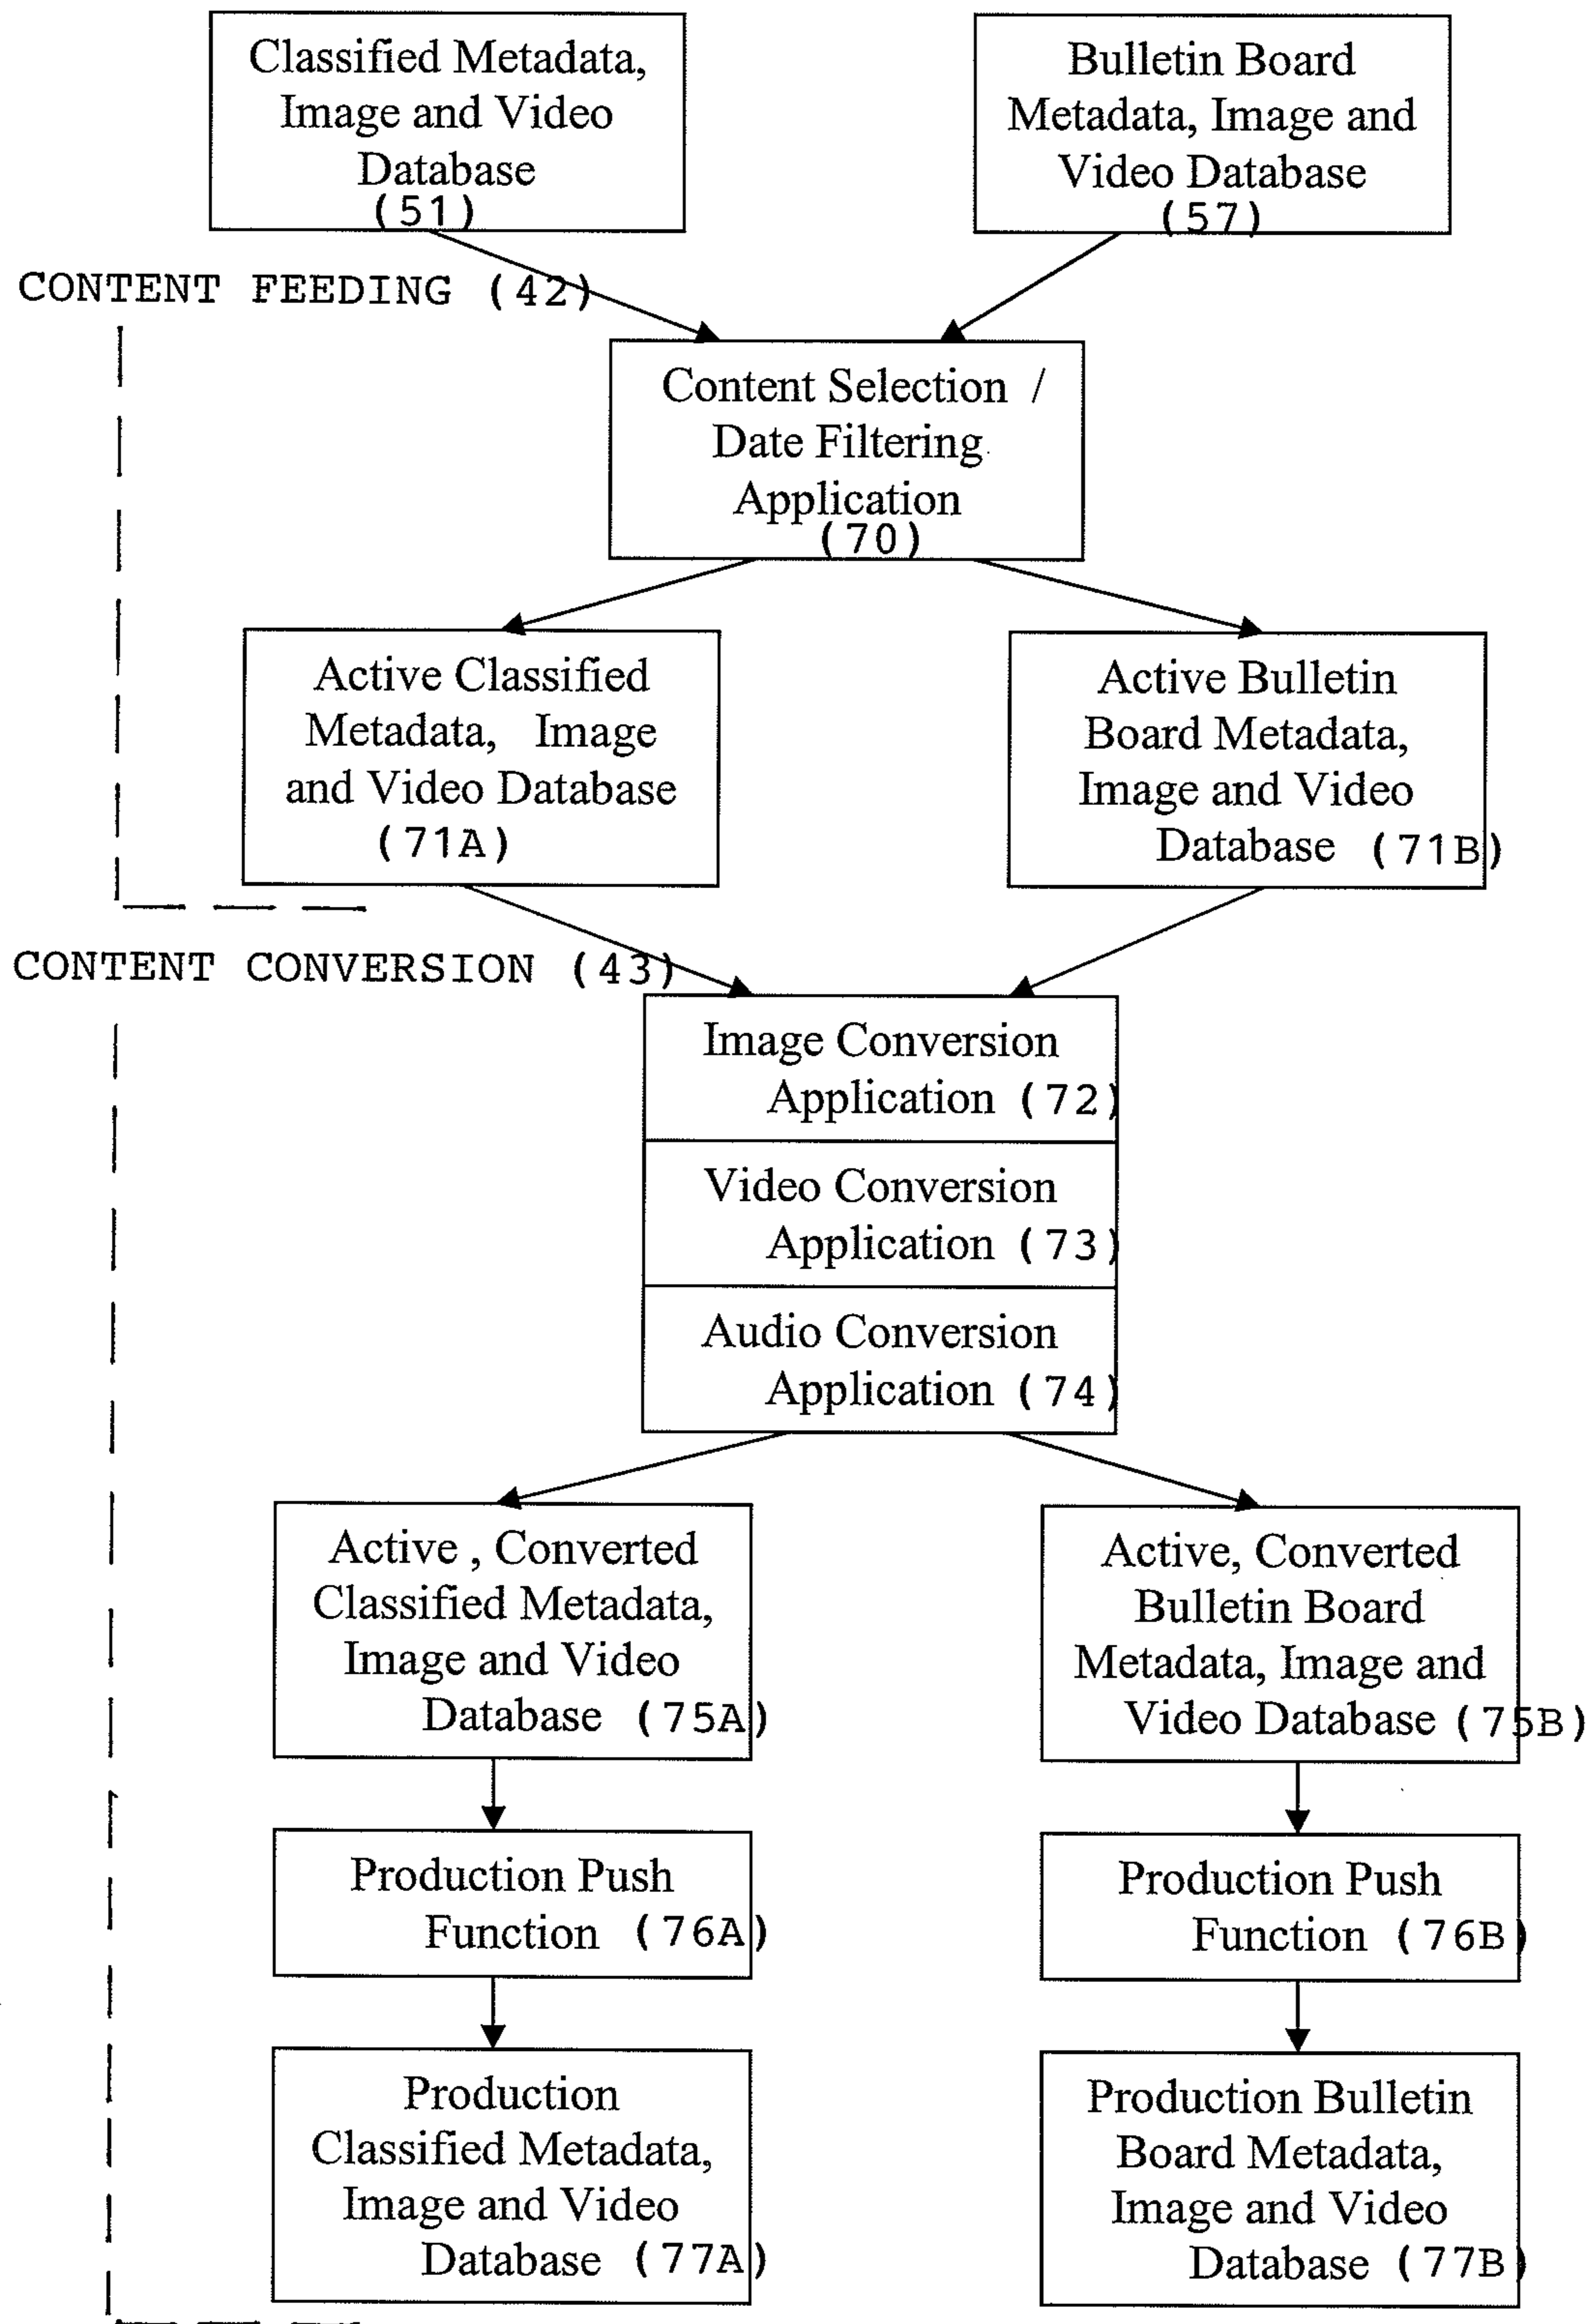 Classified Metadata,
Image and Video
Database
(51)
Bulletin Board
Metadata, Image and
Video Database
(57)
CONTENT FEEDING (42)
Content Selection /
Date Filtering
Application
(70)
Active Classified
Metadata, Image
and Video Database
(71A)
Active Bulletin
Board Metadata,
Image and Video
Database (71B)
CONTENT CONVERSION (43)
Image Conversion
Application (72)
Video Conversion
Application (73)
Audio Conversion
Application (74)
Active , Converted
Classified Metadata,
Image and Video
Database (75A)
Active, Converted
Bulletin Board
Metadata, Image and
Video Database (75B)
Production Push
Function (76A)
Production Push
Function (76B)
Production
Classified Metadata,
Image and Video
Database (77A)
Production Bulletin
Board Metadata,
Image and Video
Database (77B)